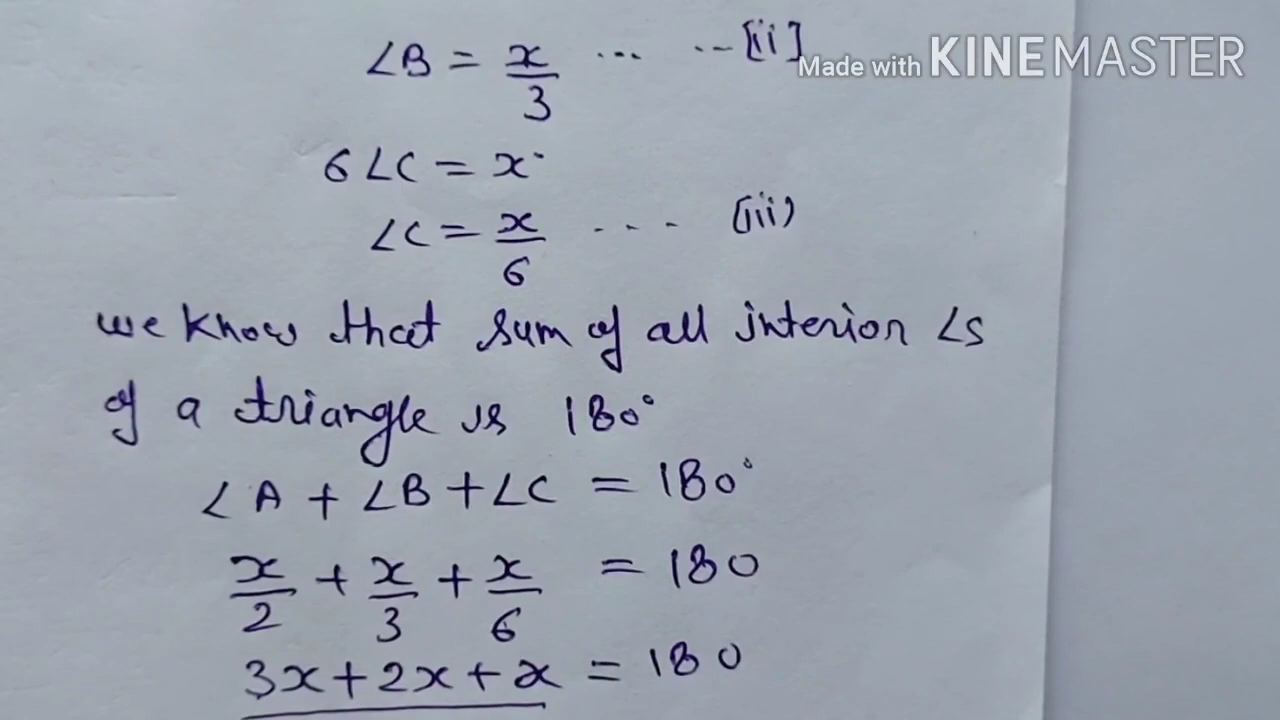 ∠B = x/3 ... ..[ii]
Made with KINEMASTER
6∠C = x
∠C = x/6 .... (iii)
we know that sum of all interior ∠s
of a triangle is 180°
∠A + ∠B + ∠C = 180°
x/2 + x/3 + x/6 = 180
3x + 2x + x = 180